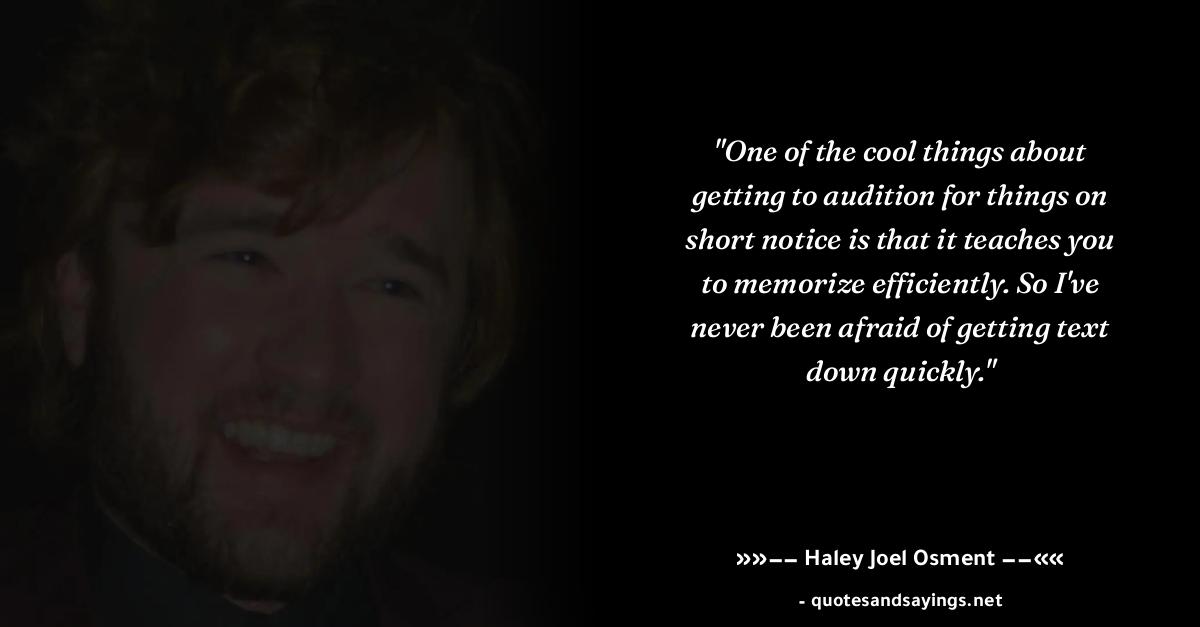 "One of the cool things about
getting to audition for things on
short notice is that it teaches you
to memorize efficiently. So I've
never been afraid of getting text
down quickly."
»»−− Haley Joel Osment −−««
- quotesandsayings.net